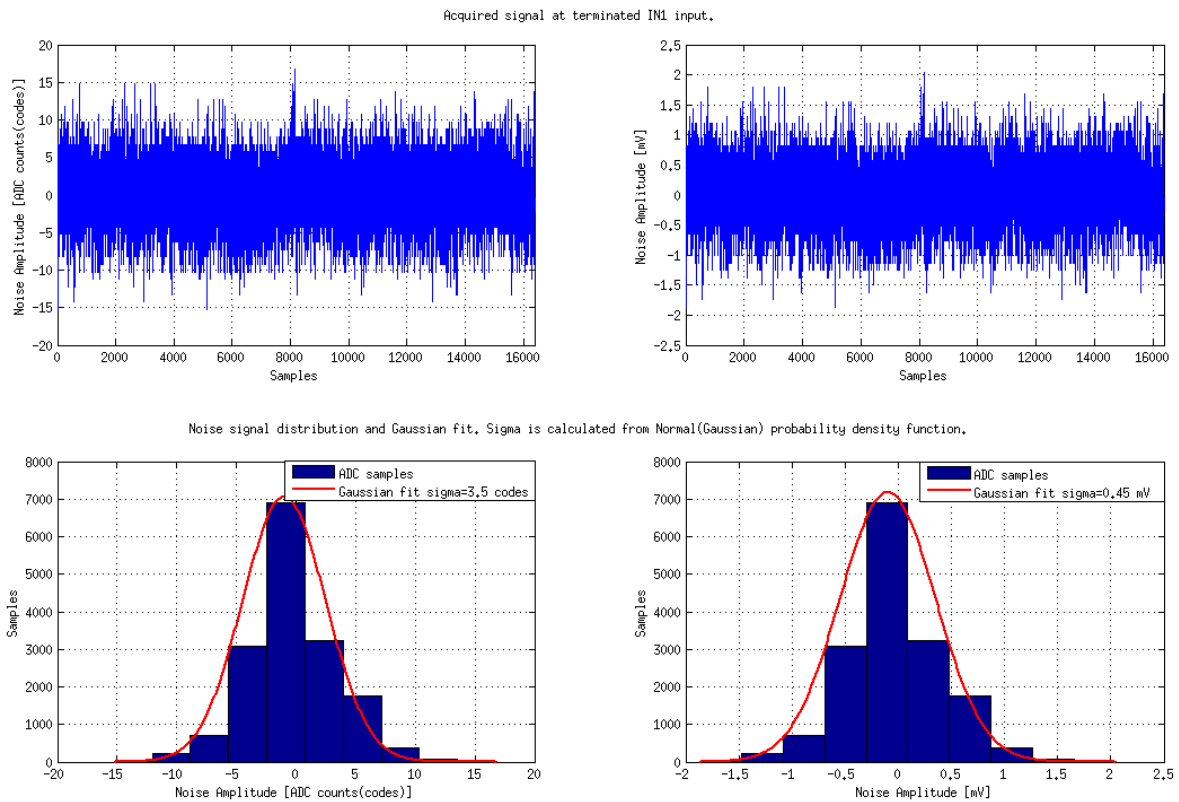 Acquired signal at terminated IN1 input.
20
15
10
5
0
-5
-10
-15
-20
Noise Amplitude [ADC counts(codes)]
0 2000 4000 6000 8000 10000 12000 14000 16000
Samples
2.5
2
1.5
1
0.5
0
-0.5
-1
-1.5
-2
-2.5
Noise Amplitude [mV]
0 2000 4000 6000 8000 10000 12000 14000 16000
Samples
Noise signal distribution and Gaussian fit. Sigma is calculated from Normal(Gaussian) probability density function.
8000
7000
6000
5000
4000
3000
2000
1000
0
Samples
ADC samples
Gaussian fit sigma=3.5 codes
-20 -15 -10 -5 0 5 10 15 20
Noise Amplitude [ADC counts(codes)]
8000
7000
6000
5000
4000
3000
2000
1000
0
Samples
ADC samples
Gaussian fit sigma=0.45 mV
-2 -1.5 -1 -0.5 0 0.5 1 1.5 2 2.5
Noise Amplitude [mV]